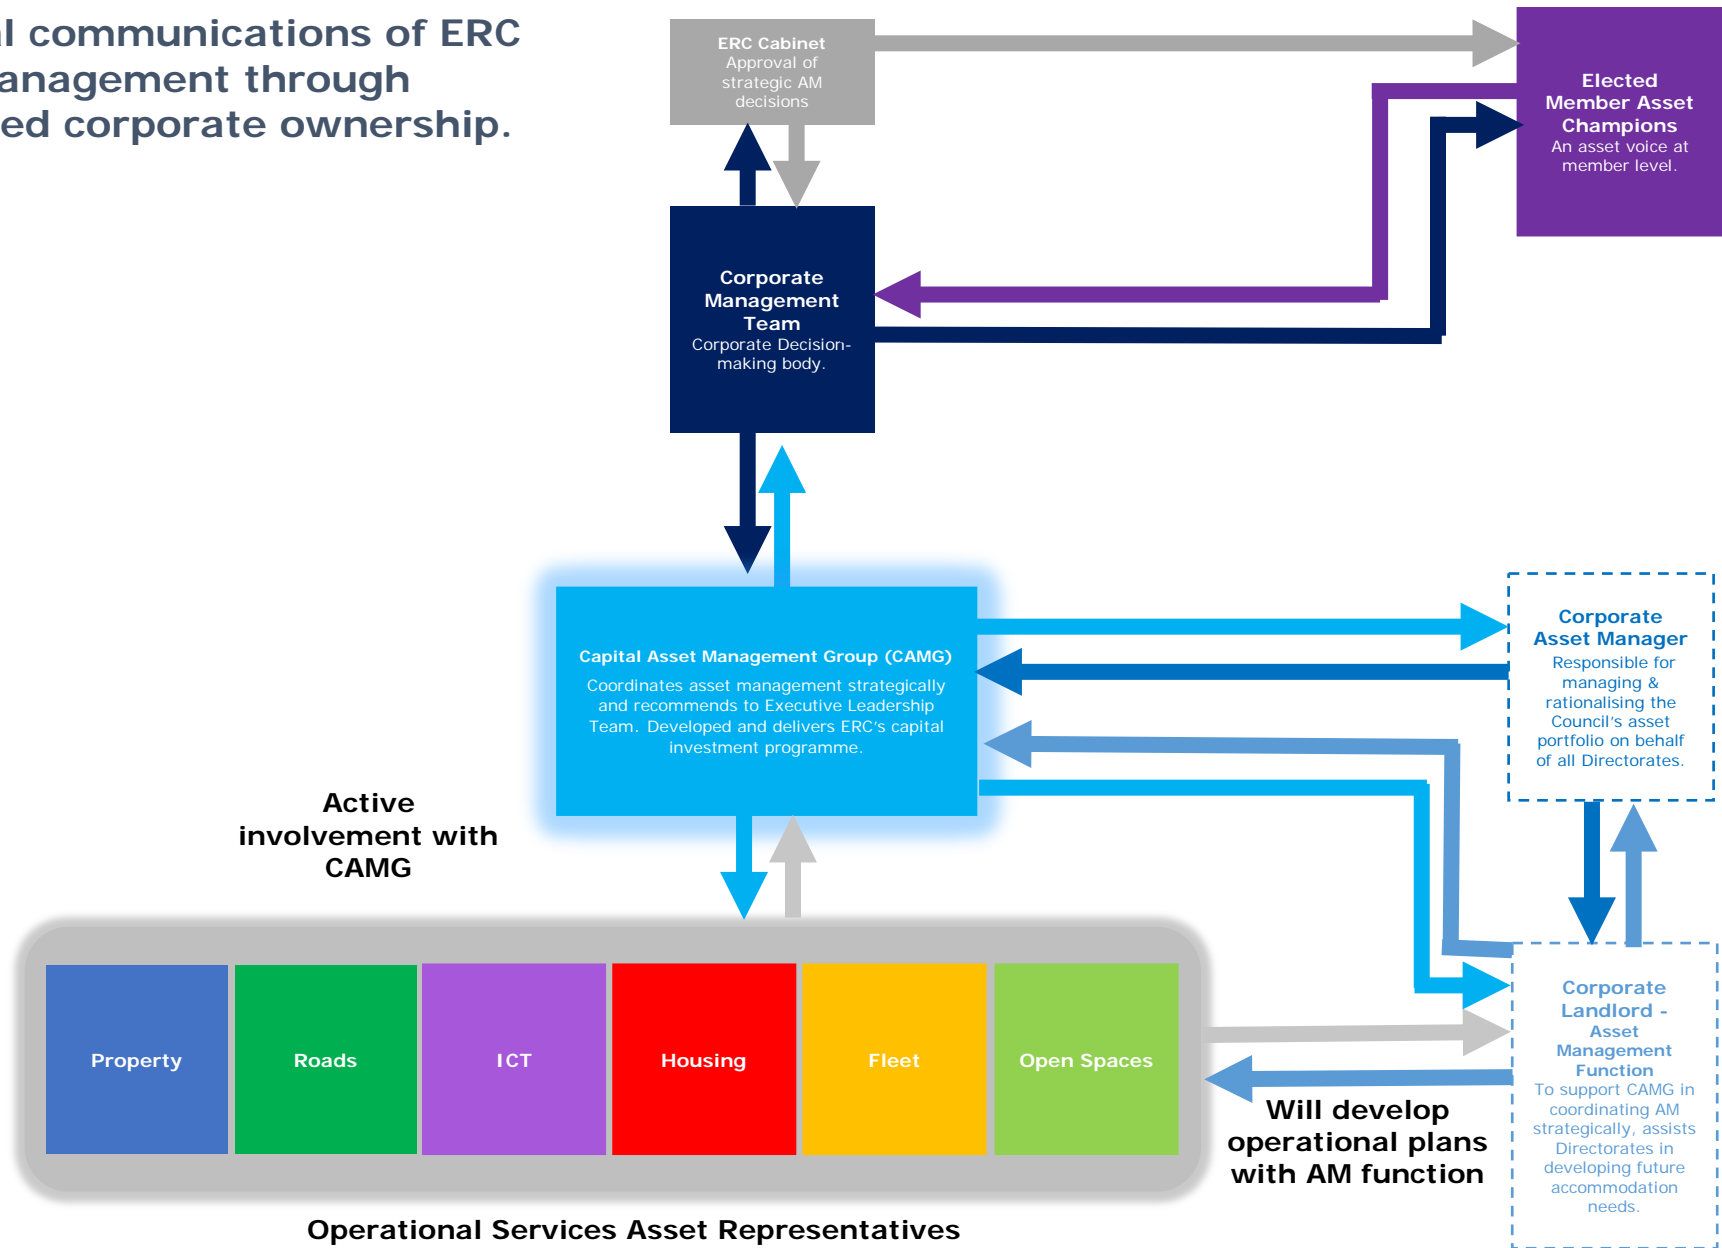 al communications of ERC
anagement through
ed corporate ownership.
ERC Cabinet
Approval of
strategic AM
decisions
Elected
Member Asset
Champions
An asset voice at
member level.
Corporate
Management
Team
Corporate Decision-
making body.
Capital Asset Management Group (CAMG)
Coordinates asset management strategically
and recommends to Executive Leadership
Team. Developed and delivers ERC’s capital
investment programme.
Corporate
Asset Manager
Responsible for
managing &
rationalising the
Council’s asset
portfolio on behalf
of all Directorates.
Active
involvement with
CAMG
Property
Roads
ICT
Housing
Fleet
Open Spaces
Corporate
Landlord -
Asset
Management
Function
To support CAMG in
coordinating AM
strategically, assists
Directorates in
developing future
accommodation
needs.
Will develop
operational plans
with AM function
Operational Services Asset Representatives